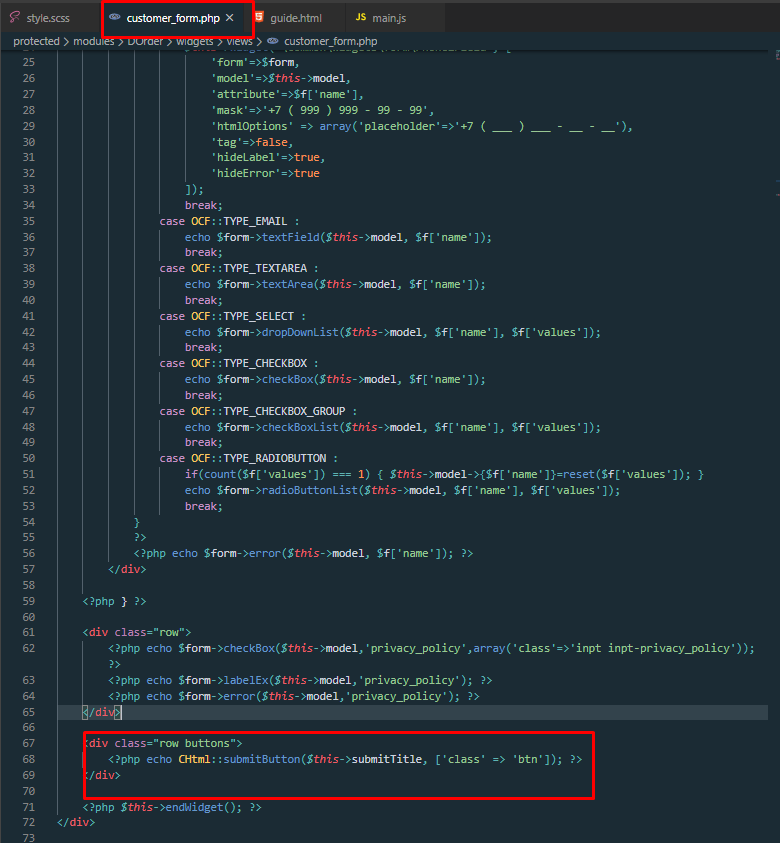 style.scss customer_form.php × guide.html JS main.js
protected > modules > DOrder > widgets > views > customer_form.php
25 'form'=>$form,
26 'model'=>$this->model,
27 'attribute'=>$f['name'],
28 'mask'=>'+7 ( 999 ) 999 - 99 - 99',
29 'htmlOptions' => array('placeholder'=>'+7 ( ___ ) ___ - __ - __'),
30 'tag'=>false,
31 'hideLabel'=>true,
32 'hideError'=>true
33 ]);
34 break;
35 case OCF::TYPE_EMAIL :
36 echo $form->textField($this->model, $f['name']);
37 break;
38 case OCF::TYPE_TEXTAREA :
39 echo $form->textArea($this->model, $f['name']);
40 break;
41 case OCF::TYPE_SELECT :
42 echo $form->dropDownList($this->model, $f['name'], $f['values']);
43 break;
44 case OCF::TYPE_CHECKBOX :
45 echo $form->checkBox($this->model, $f['name']);
46 break;
47 case OCF::TYPE_CHECKBOX_GROUP :
48 echo $form->checkBoxList($this->model, $f['name'], $f['values']);
49 break;
50 case OCF::TYPE_RADIOBUTTON :
51 if(count($f['values']) === 1) { $this->model->{$f['name']}=reset($f['values']); }
52 echo $form->radioButtonList($this->model, $f['name'], $f['values']);
53 break;
54 }
55 ?>
56 <?php echo $form->error($this->model, $f['name']); ?>
57 </div>
58
59 <?php } ?>
60
61 <div class="row">
62 <?php echo $form->checkBox($this->model,'privacy_policy',array('class'=>'inpt inpt-privacy_policy'));
?>
63 <?php echo $form->labelEx($this->model,'privacy_policy'); ?>
64 <?php echo $form->error($this->model,'privacy_policy'); ?>
65 </div>
66
67 <div class="row buttons">
68 <?php echo CHtml::submitButton($this->submitTitle, ['class' => 'btn']); ?>
69 </div>
70
71 <?php $this->endWidget(); ?>
72 </div>
73